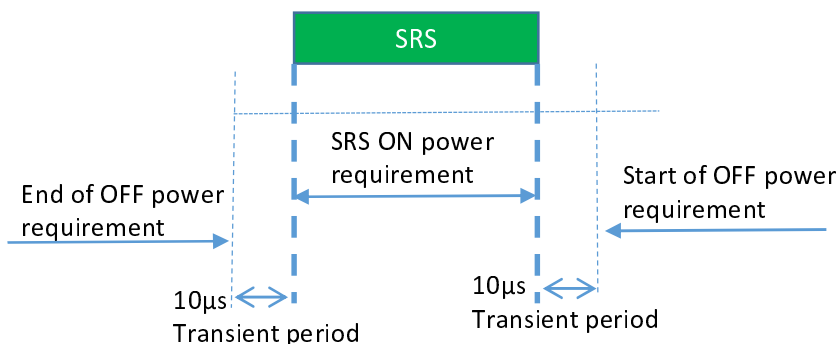 SRS
SRS ON power
requirement
End of OFF power
requirement
Start of OFF power
requirement
10µs
Transient period
10µs
Transient period